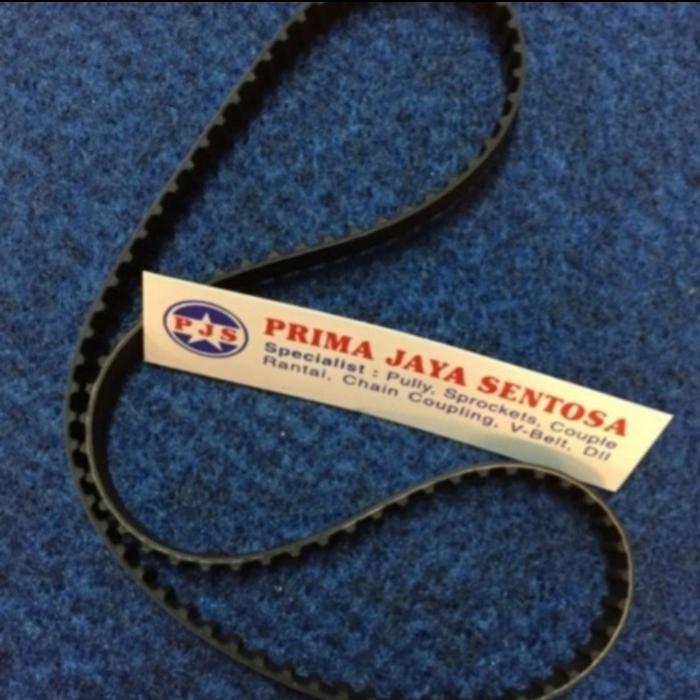 PJS
PRIMA JAYA SENTOSA
Specialist : Pully, Sprockets, Couple
Rantai, Chain Coupling, V-Belt, Dll